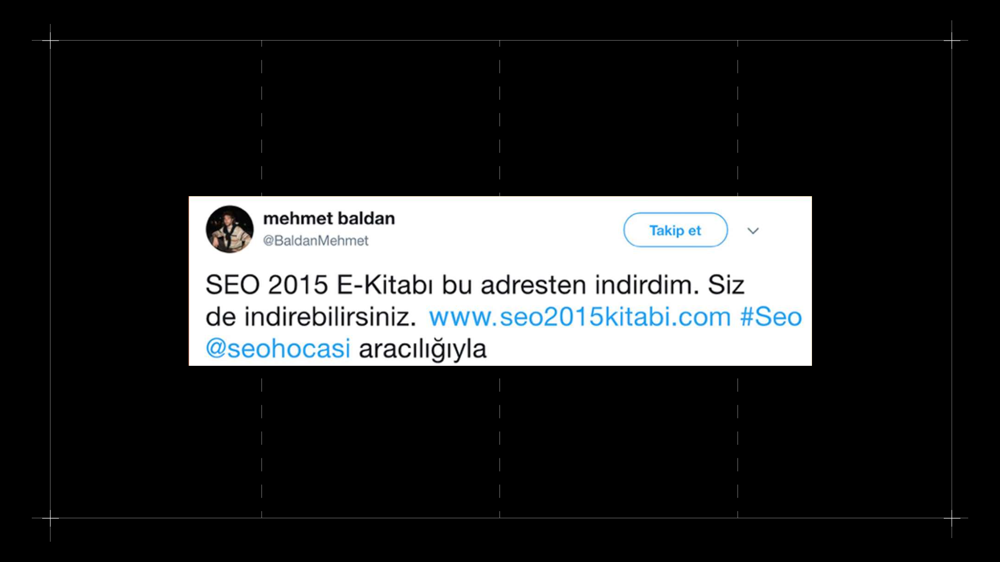 mehmet baldan
@BaldanMehmet
Takip et
SEO 2015 E-Kitabı bu adresten indirdim. Siz
de indirebilirsiniz. www.seo2015kitabi.com #Seo
@seohocasi aracılığıyla